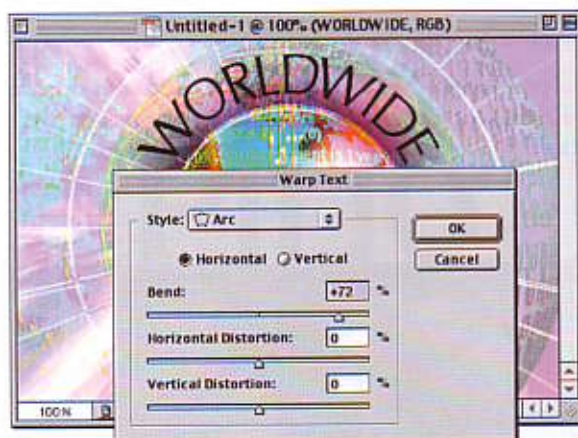 Untitled-1 @ 100% (WORLDWIDE, RGB)
WORLDWIDE
Warp Text
Style: Arc
OK
Horizontal Vertical
Cancel
Bend: +72 %
Horizontal Distortion: 0 %
Vertical Distortion: 0 %
100%